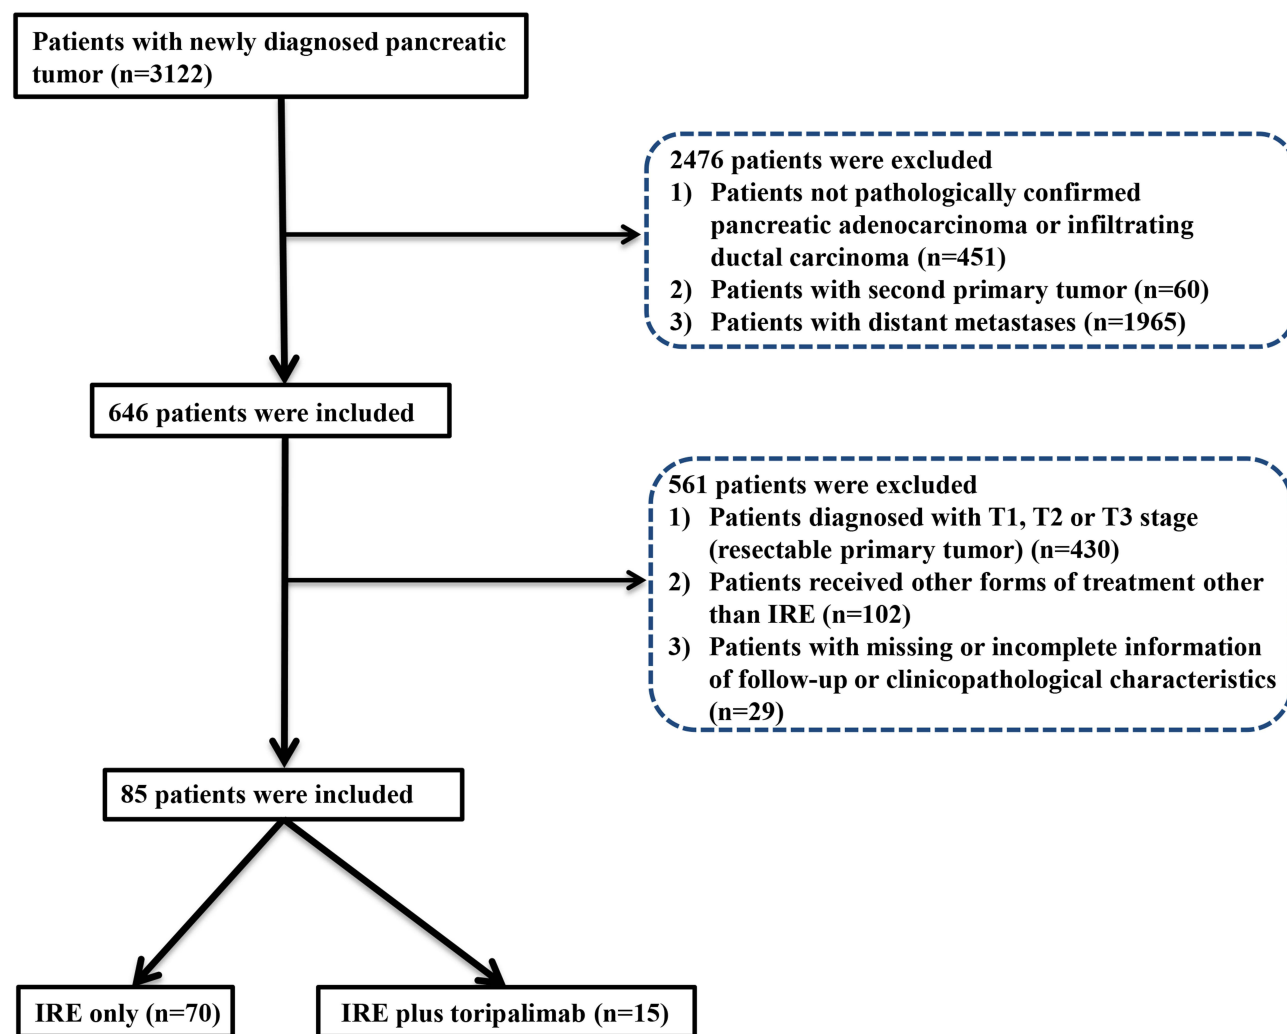 Patients with newly diagnosed pancreatic
tumor (n=3122)
2476 patients were excluded
1) Patients not pathologically confirmed
pancreatic adenocarcinoma or infiltrating
ductal carcinoma (n=451)
2) Patients with second primary tumor (n=60)
3) Patients with distant metastases (n=1965)
646 patients were included
561 patients were excluded
1) Patients diagnosed with T1, T2 or T3 stage
(resectable primary tumor) (n=430)
2) Patients received other forms of treatment other
than IRE (n=102)
3) Patients with missing or incomplete information
of follow-up or clinicopathological characteristics
(n=29)
85 patients were included
IRE only (n=70)
IRE plus toripalimab (n=15)